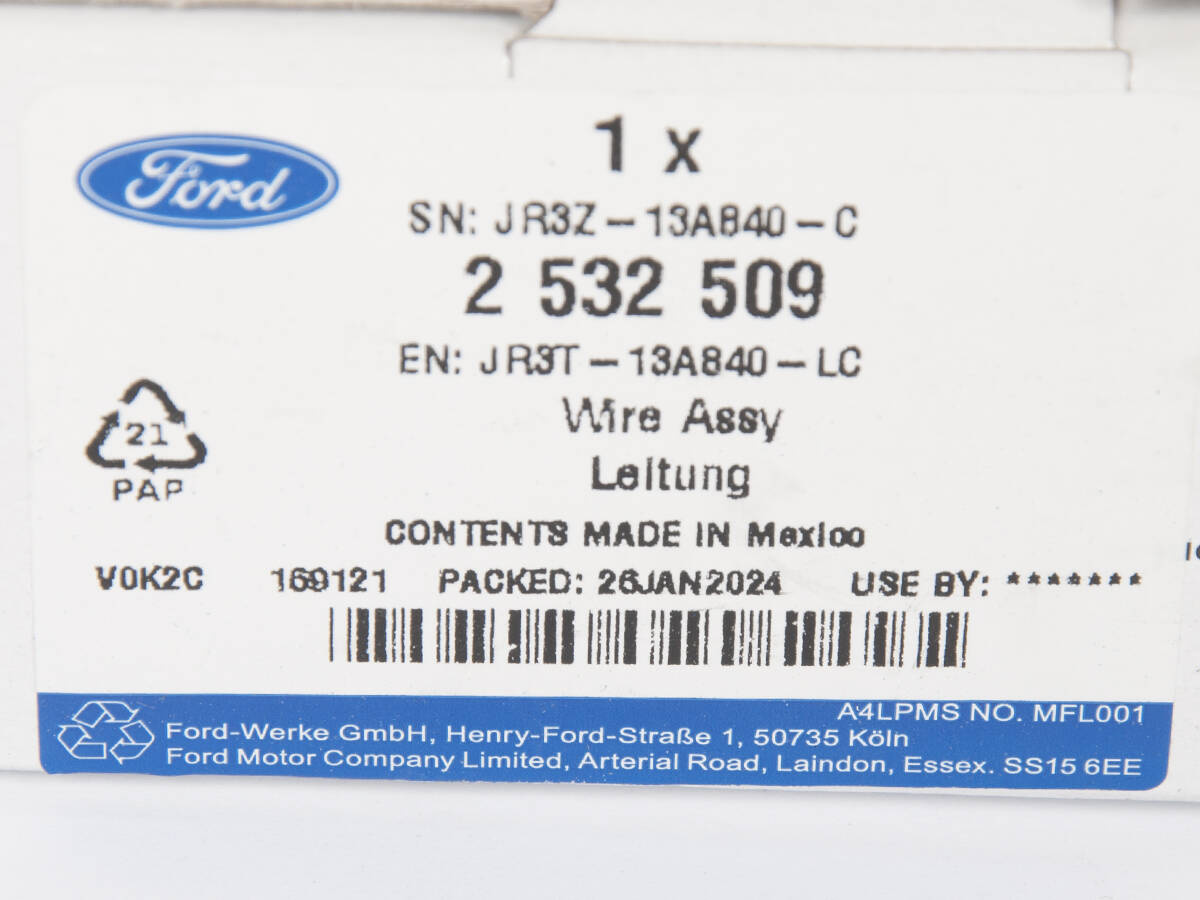 Ford
1 x
SN: JR3Z-13A840-C
2 532 509
EN: JR3T-13A840-LC
Wire Assy
Leitung
21
PAP
CONTENTS MADE IN Mexico
V0K2C 169121 PACKED: 26JAN2024 USE BY: *******
A4LPMS NO. MFL001
Ford-Werke GmbH, Henry-Ford-Straße 1, 50735 Köln
Ford Motor Company Limited, Arterial Road, Laindon, Essex. SS15 6EE